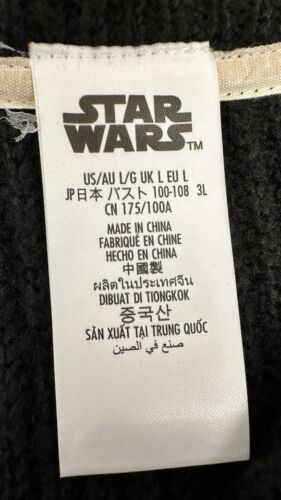 STAR
WARS™
US/AU L/G UK L EU L
JP日本 バスト 100-108 3L
CN 175/100A
MADE IN CHINA
FABRIQUÉ EN CHINE
HECHO EN CHINA
中國製
ผลิตในประเทศจีน
DIBUAT DI TIONGKOK
중국산
SẢN XUẤT TẠI TRUNG QUỐC
صنع في الصين